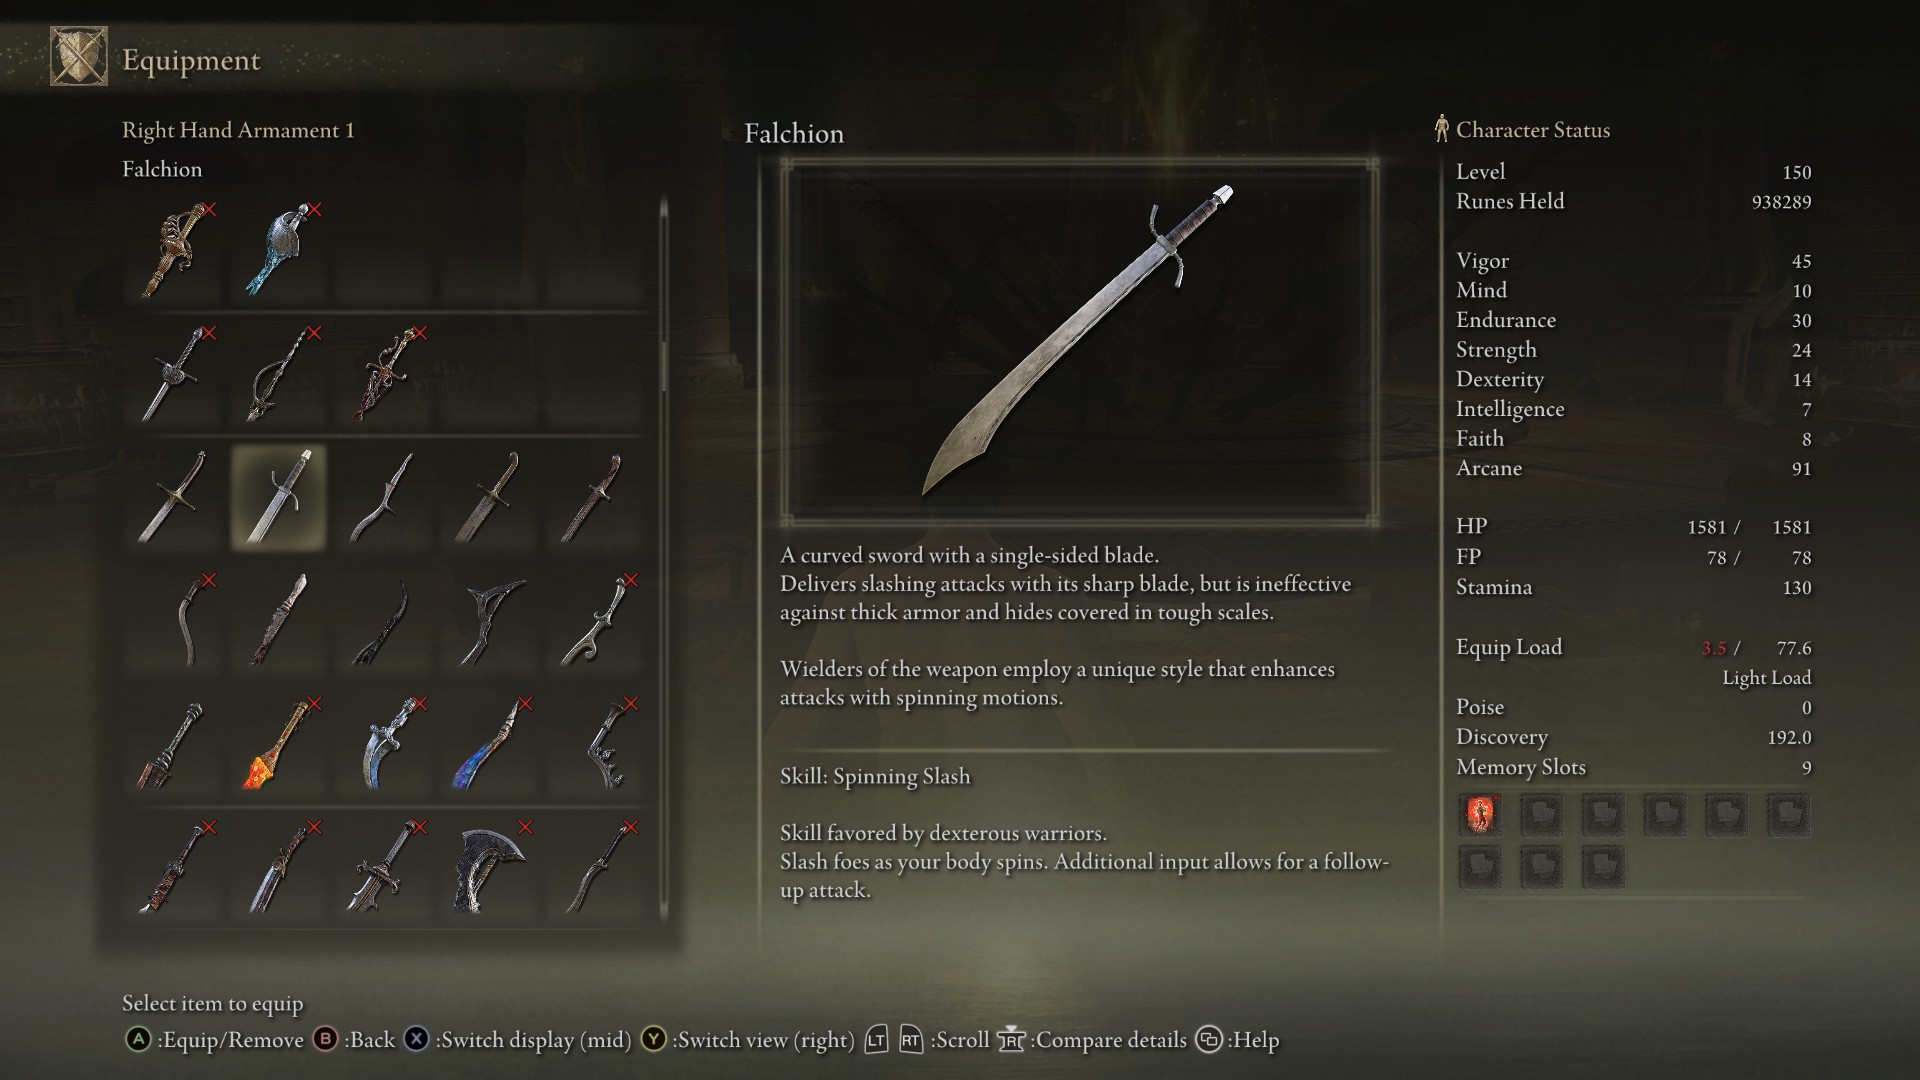 Equipment
Right Hand Armament 1
Falchion
Falchion
A curved sword with a single-sided blade.
Delivers slashing attacks with its sharp blade, but is ineffective
against thick armor and hides covered in tough scales.
Wielders of the weapon employ a unique style that enhances
attacks with spinning motions.
Skill: Spinning Slash
Skill favored by dexterous warriors.
Slash foes as your body spins. Additional input allows for a follow-
up attack.
Character Status
Level 150
Runes Held 938289
Vigor 45
Mind 10
Endurance 30
Strength 24
Dexterity 14
Intelligence 7
Faith 8
Arcane 91
HP 1581 / 1581
FP 78 / 78
Stamina 130
Equip Load 3.5 / 77.6
Light Load
Poise 0
Discovery 192.0
Memory Slots 9
Select item to equip
A :Equip/Remove B :Back X :Switch display (mid) Y :Switch view (right) LT RT :Scroll R :Compare details :Help